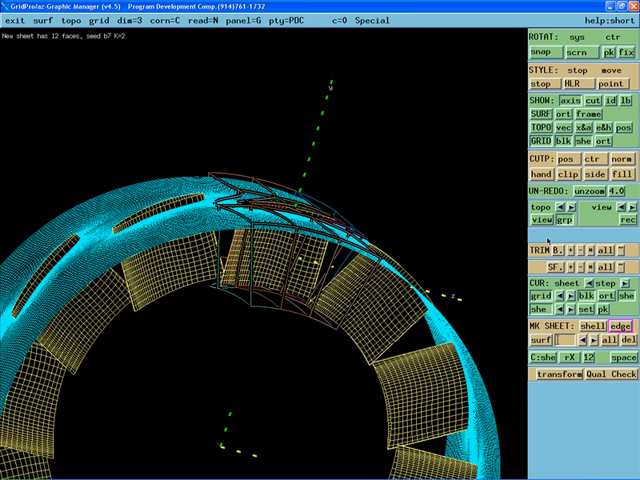 GridPro/az-Graphic Manager (v4.5) Program Development Corp.(914)761-1732
exit surf topo grid dim=3 corn=C read=N panel=G pty=PDC c=0 Special help:short
New sheet has 12 faces, seed b7 K=2
ROTAT: sys ctr
snap scrn pk fix
STYLE: stop move
stop HLR point
SHOW: axis cut id lb
SURF ort frame
TOPO vec x&a e&h pos
GRID blk she ort
CUTP: pos ctr norm
hand clip side fill
UN-REDO: unzoom 4.0
topo view
view grp rec
TRIM B. + - * all ~
SF. + - * all ~
CUR: sheet step
grid blk ort she
she set pk
MK SHEET: shell edge
surf all del
C:she rX 12 space
transform Qual Check
y
z